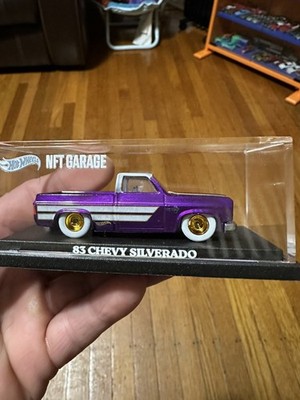 Hot Wheels NFT GARAGE
83 CHEVY SILVERADO